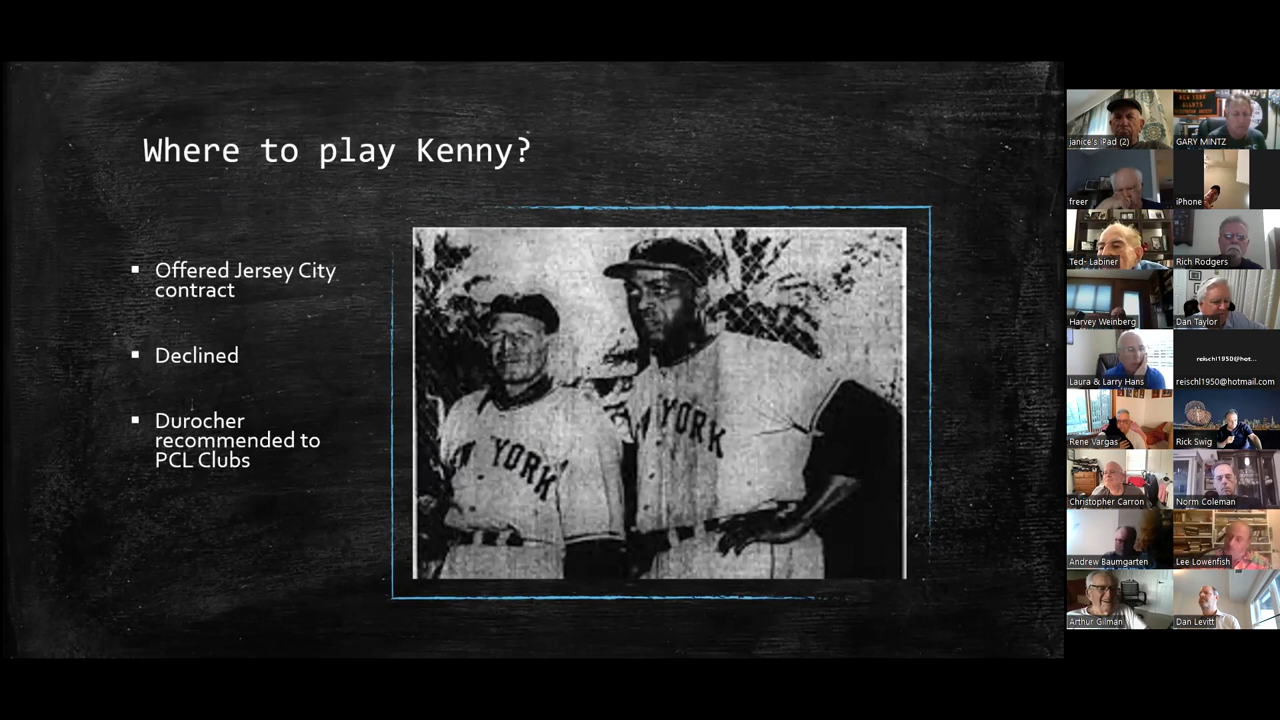 Where to play Kenny?
Offered Jersey City
contract
Declined
Durocher
recommended to
PCL Clubs
YORK
YORK
janice's iPad (2)
GARY MINTZ
freer
iPhone
Ted- Labiner
Rich Rodgers
Harvey Weinberg
Dan Taylor
Laura & Larry Hans
reischl1950@hot...
reischl1950@hotmail.com
Rene Vargas
Rick Swig
Christopher Carron
Norm Coleman
Andrew Baumgarten
Lee Lowenfish
Arthur Gilman
Dan Levitt